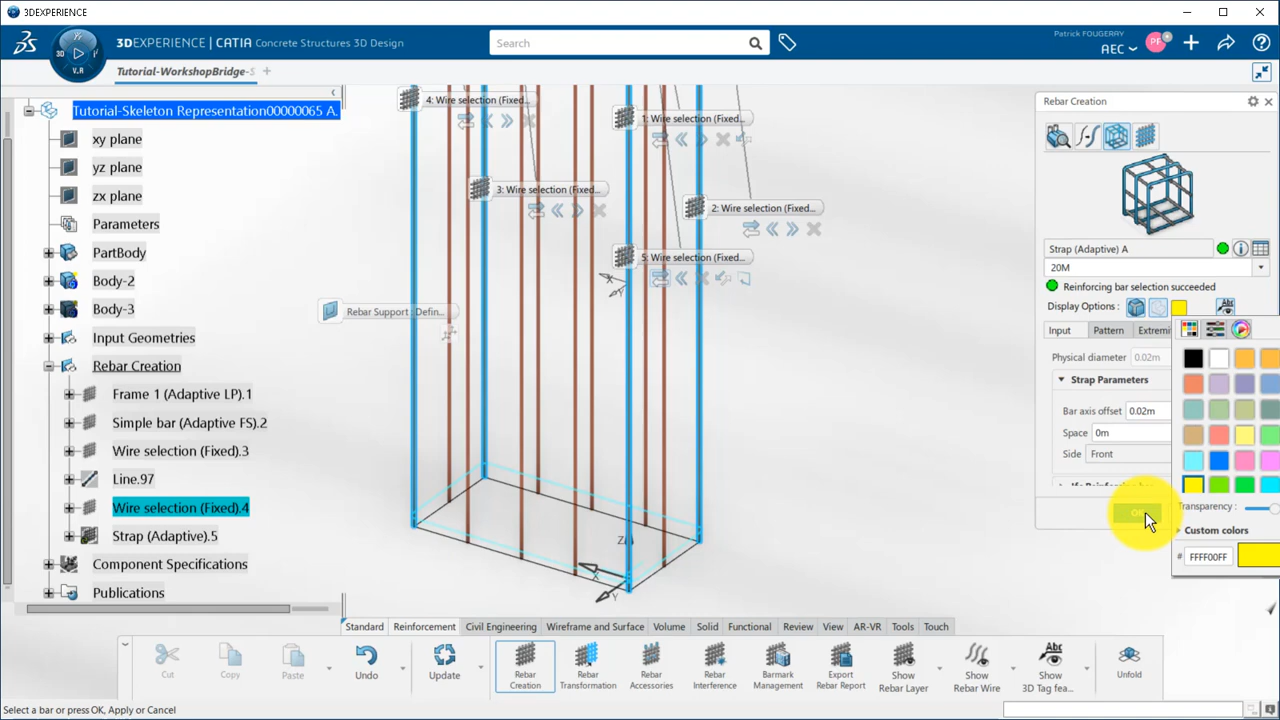 3DEXPERIENCE
3DEXPERIENCE | CATIA Concrete Structures 3D Design
3D
V.R
Search
Patrick FOUGERAY
AEC
PF
Tutorial-WorkshopBridge-S
Tutorial-Skeleton Representation00000065 A.
xy plane
yz plane
zx plane
Parameters
PartBody
Body-2
Body-3
Input Geometries
Rebar Creation
Frame 1 (Adaptive LP).1
Simple bar (Adaptive FS).2
Wire selection (Fixed).3
Line.97
Wire selection (Fixed).4
Strap (Adaptive).5
Component Specifications
Publications
4: Wire selection (Fixed...
1: Wire selection (Fixed...
3: Wire selection (Fixed...
2: Wire selection (Fixed...
5: Wire selection (Fixed...
Rebar Support : Defin...
X
Y
Z
X
Y
Rebar Creation
Strap (Adaptive) A
20M
Reinforcing bar selection succeeded
Display Options :
Input
Pattern
Extremi
Physical diameter 0.02m
Strap Parameters
Bar axis offset 0.02m
Space 0m
Side Front
Transparency :
Custom colors
# FFFF00FF
Standard
Reinforcement
Civil Engineering
Wireframe and Surface
Volume
Solid
Functional
Review
View
AR-VR
Tools
Touch
Cut
Copy
Paste
Undo
Update
Rebar Creation
Rebar Transformation
Rebar Accessories
Rebar Interference
Barmark Management
Export Rebar Report
Show Rebar Layer
Show Rebar Wire
Show 3D Tag fea...
Unfold
Select a bar or press OK, Apply or Cancel